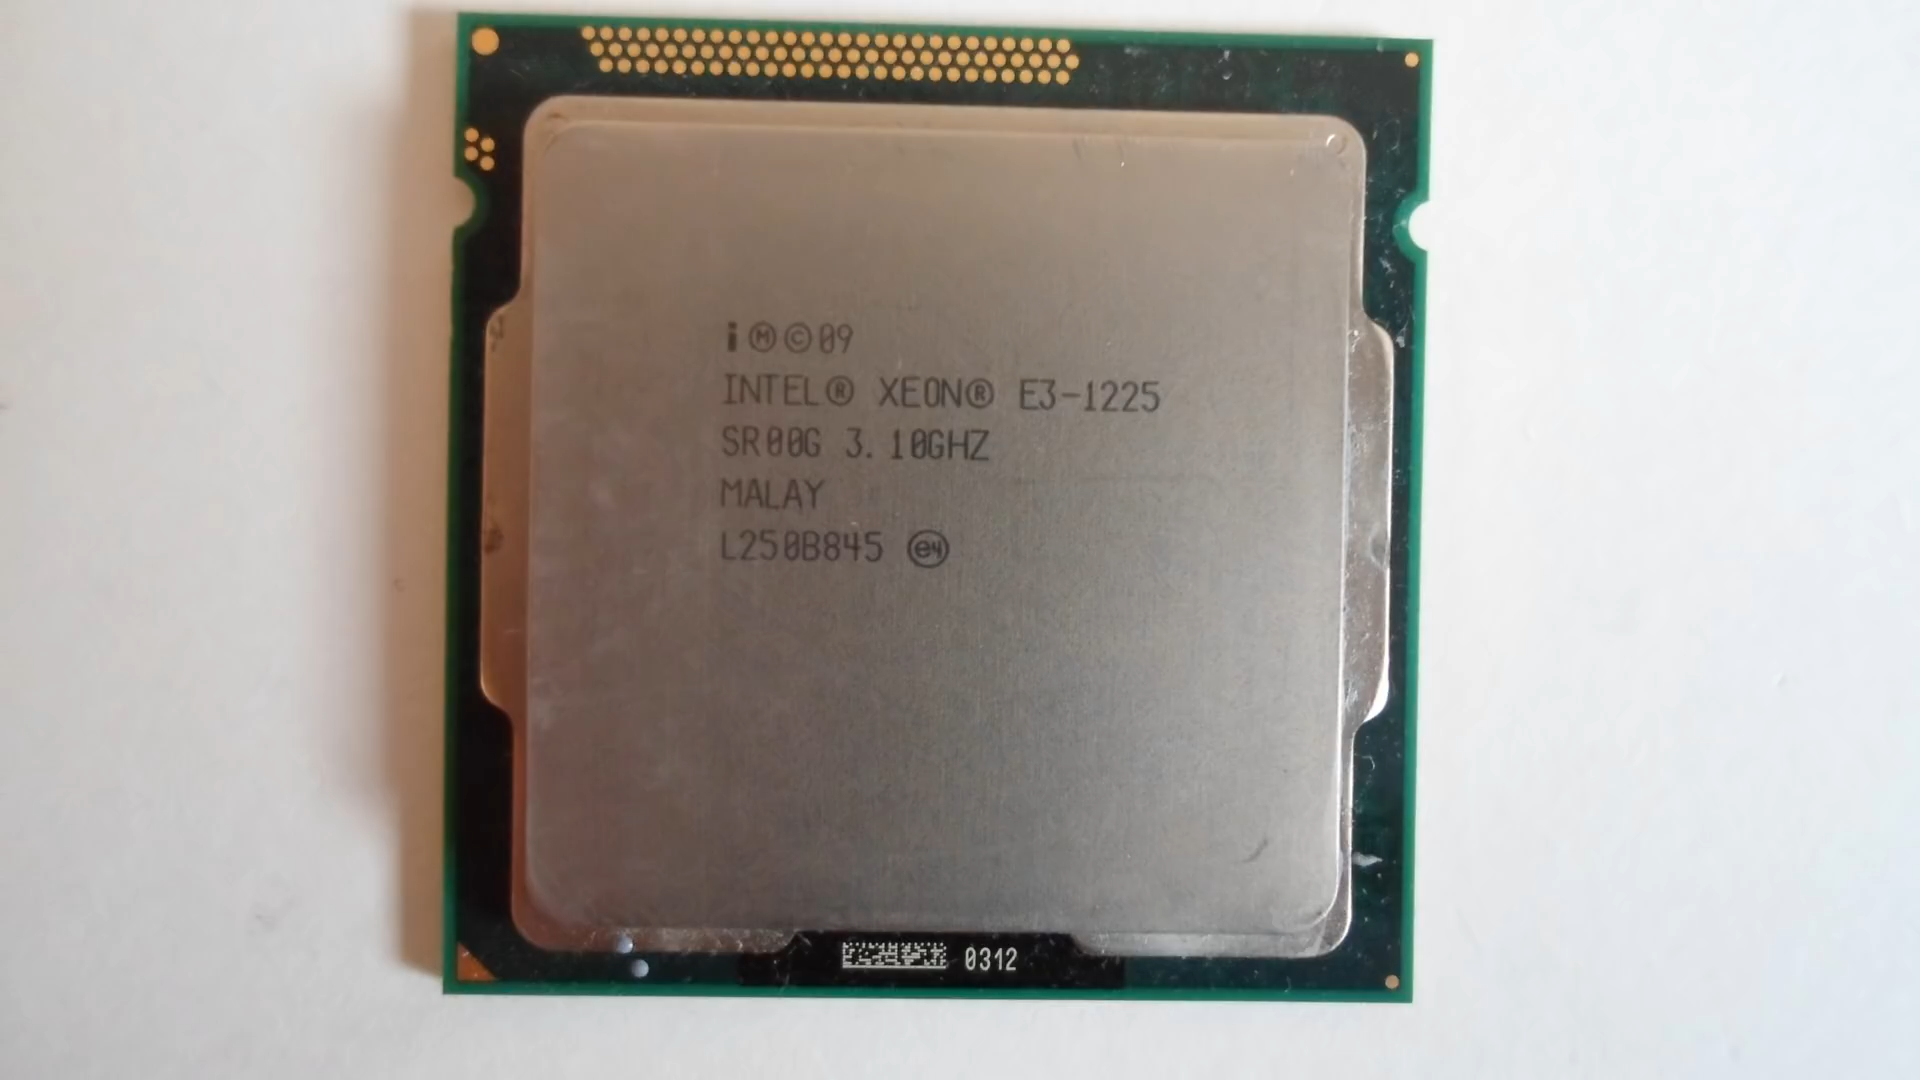 i Ⓜ © 09
INTEL® XEON® E3-1225
SR00G 3.10GHZ
MALAY
L250B845 e4
0312